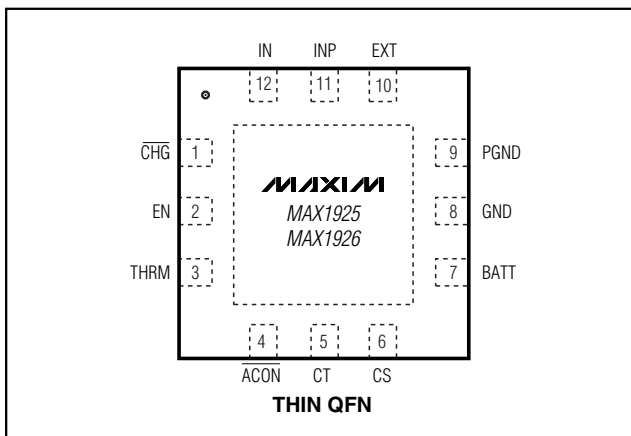 IN INP EXT
12 11 10
CHG 1 9 PGND
MAXIM
EN 2 MAX1925 8 GND
MAX1926
THRM 3 7 BATT
4 5 6
ACON CT CS
THIN QFN